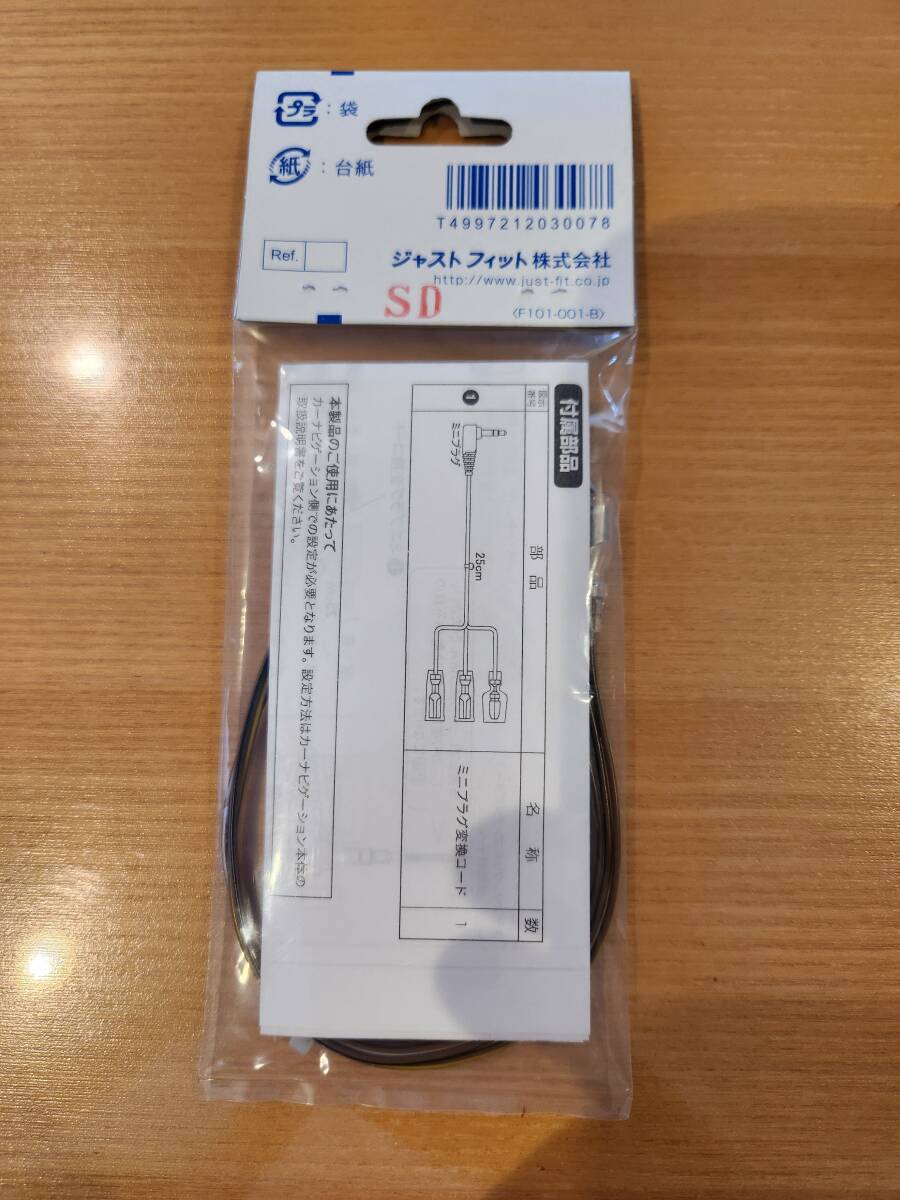 プラ : 袋
紙 : 台紙
T4997212030078
Ref.
ジャスト フィット株式会社
http://www.just-fit.co.jp
SD
〈F101-001-B〉
付属部品
図示番号
部品
名称
数
1
ミニプラグ
25cm
ミニプラグ変換コード
1
本製品のご使用にあたって
カーナビゲーション側での設定が必要となります。設定方法はカーナビゲーション本体の
取扱説明書をご覧ください。